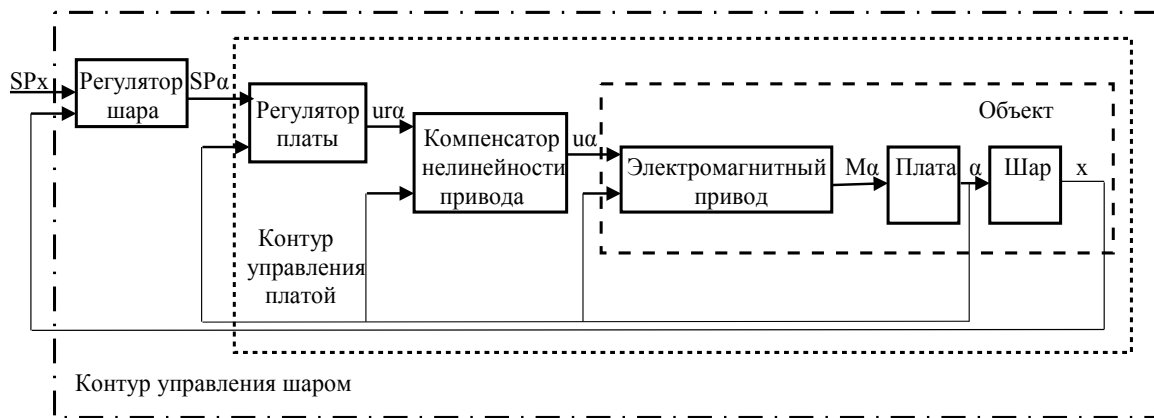 SPx
Регулятор
шара
SPα
Регулятор
платы
urα
Компенсатор
нелинейности
привода
uα
Объект
Электромагнитный
привод
Mα
Плата
α
Шар
x
Контур
управления
платой
Контур управления шаром